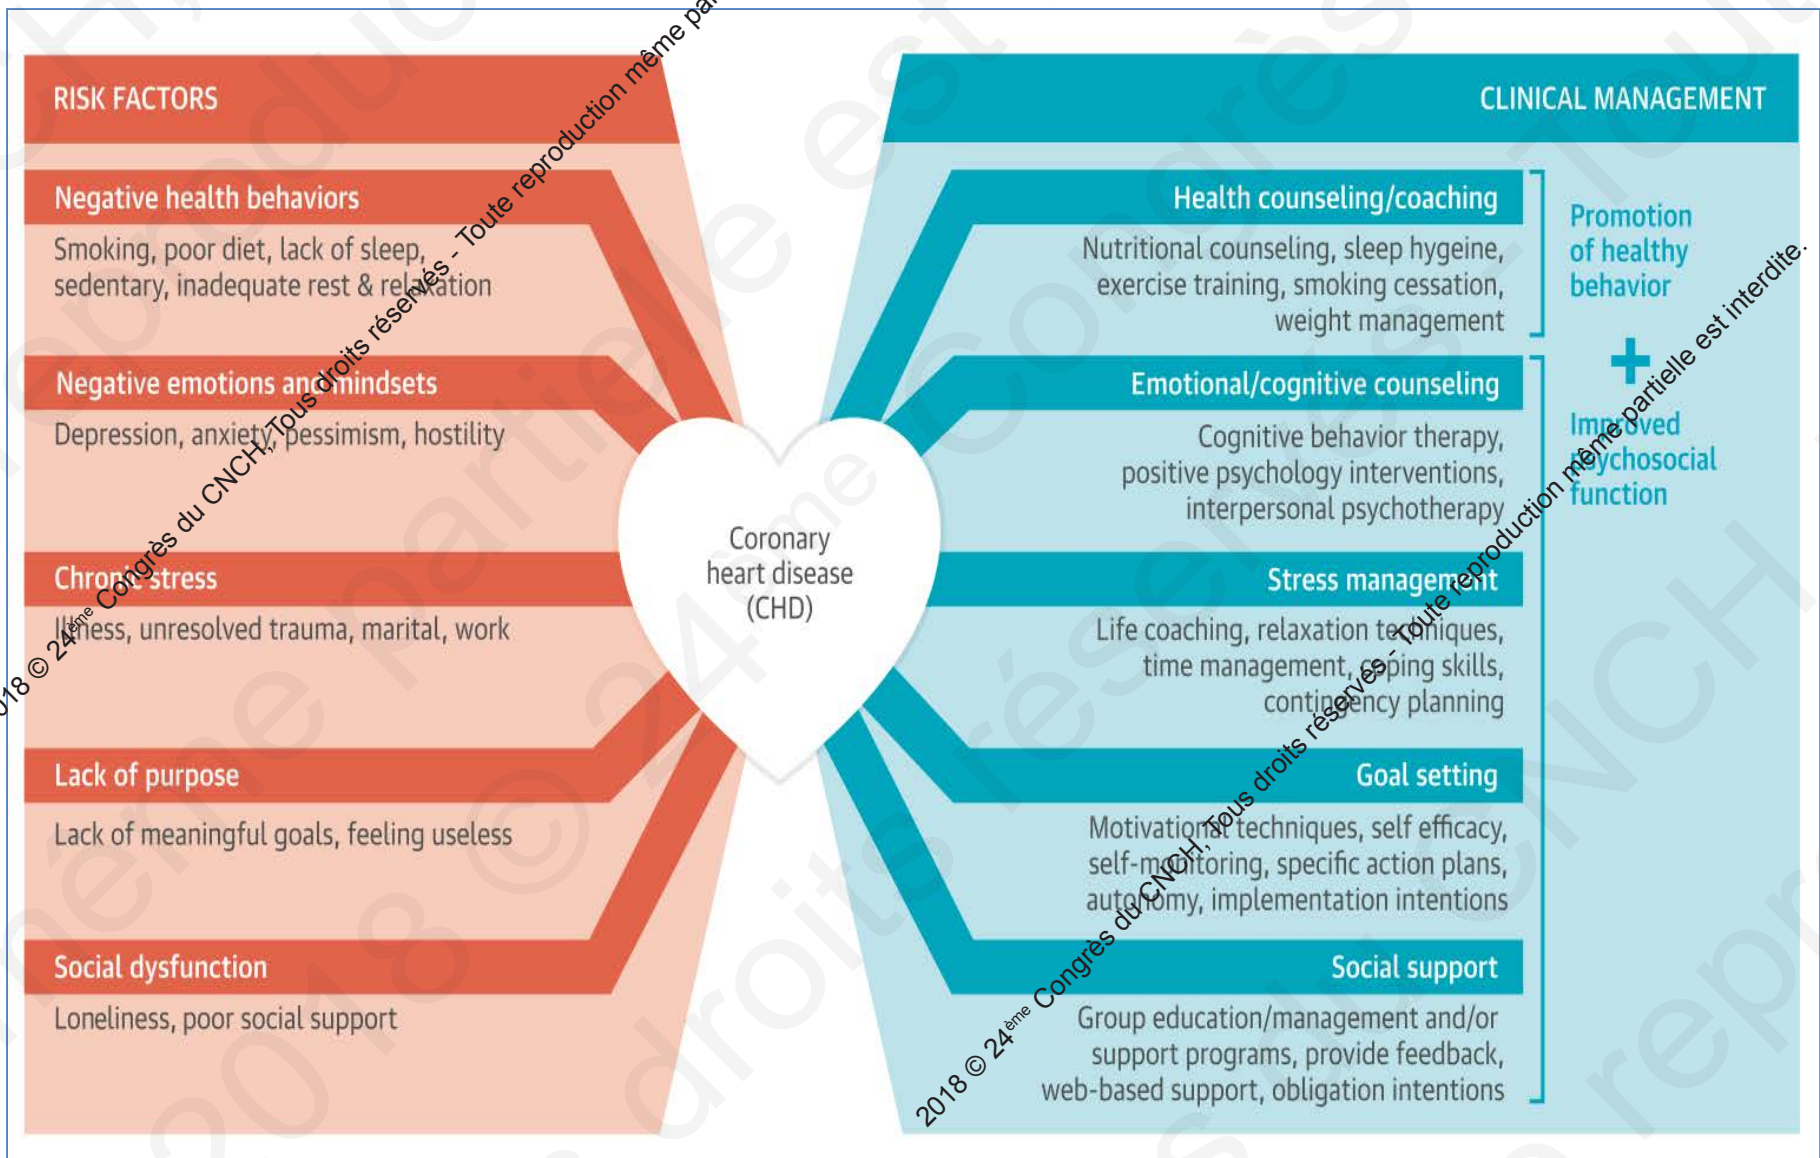 RISK FACTORS
Negative health behaviors
Smoking, poor diet, lack of sleep,
sedentary, inadequate rest & relaxation
Negative emotions and mindsets
Depression, anxiety, pessimism, hostility
Chronic stress
Illness, unresolved trauma, marital, work
Lack of purpose
Lack of meaningful goals, feeling useless
Social dysfunction
Loneliness, poor social support
Coronary
heart disease
(CHD)
CLINICAL MANAGEMENT
Health counseling/coaching
Nutritional counseling, sleep hygeine,
exercise training, smoking cessation,
weight management
Emotional/cognitive counseling
Cognitive behavior therapy,
positive psychology interventions,
interpersonal psychotherapy
Stress management
Life coaching, relaxation techniques,
time management, coping skills,
contingency planning
Goal setting
Motivational techniques, self efficacy,
self-monitoring, specific action plans,
autonomy, implementation intentions
Social support
Group education/management and/or
support programs, provide feedback,
web-based support, obligation intentions
Promotion
of healthy
behavior
+
Improved
psychosocial
function
2018 © 24ème Congrès du CNCH, Tous droits réservés - Toute reproduction même
2018 © 24ème Congrès du CNCH, Tous droits réservés - Toute reproduction même partielle est interdite.